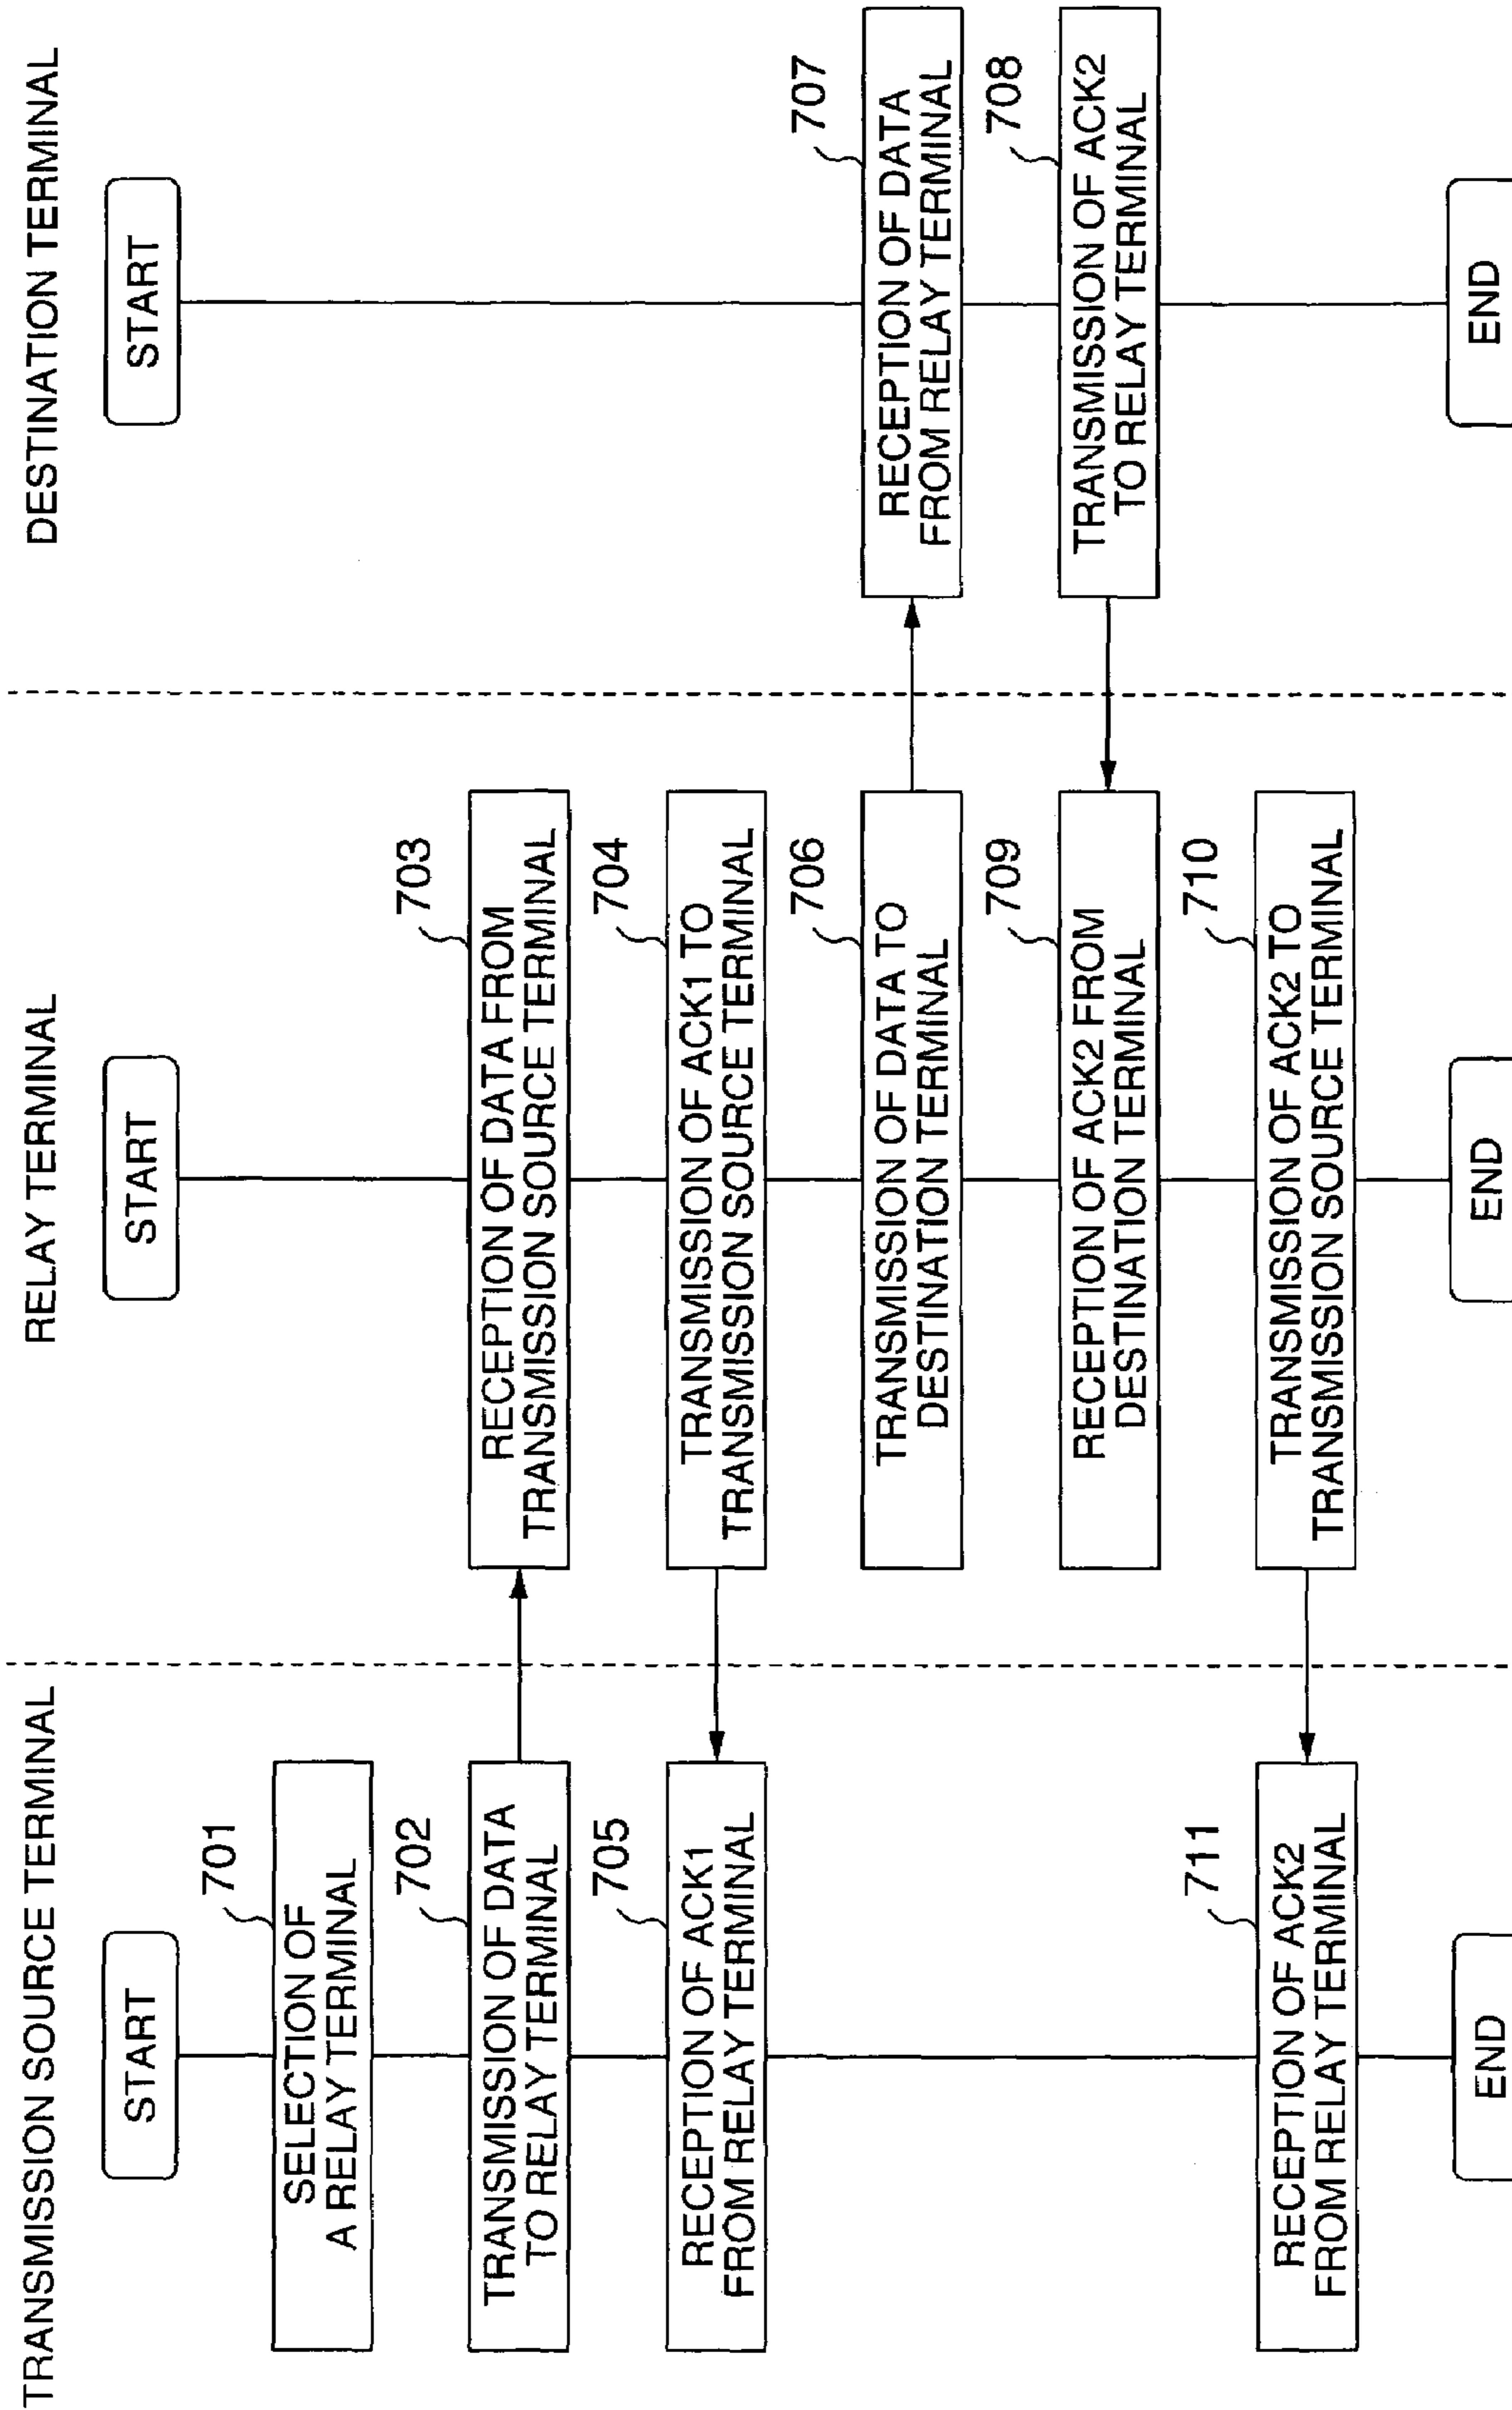 TRANSMISSION SOURCE TERMINAL
RELAY TERMINAL
DESTINATION TERMINAL
START
START
START
701
SELECTION OF
A RELAY TERMINAL
702
TRANSMISSION OF DATA
TO RELAY TERMINAL
703
RECEPTION OF DATA FROM
TRANSMISSION SOURCE TERMINAL
705
RECEPTION OF ACK1
FROM RELAY TERMINAL
704
TRANSMISSION OF ACK1 TO
TRANSMISSION SOURCE TERMINAL
706
TRANSMISSION OF DATA TO
DESTINATION TERMINAL
707
RECEPTION OF DATA
FROM RELAY TERMINAL
709
RECEPTION OF ACK2 FROM
DESTINATION TERMINAL
708
TRANSMISSION OF ACK2
TO RELAY TERMINAL
711
RECEPTION OF ACK2
FROM RELAY TERMINAL
710
TRANSMISSION OF ACK2 TO
TRANSMISSION SOURCE TERMINAL
END
END
END